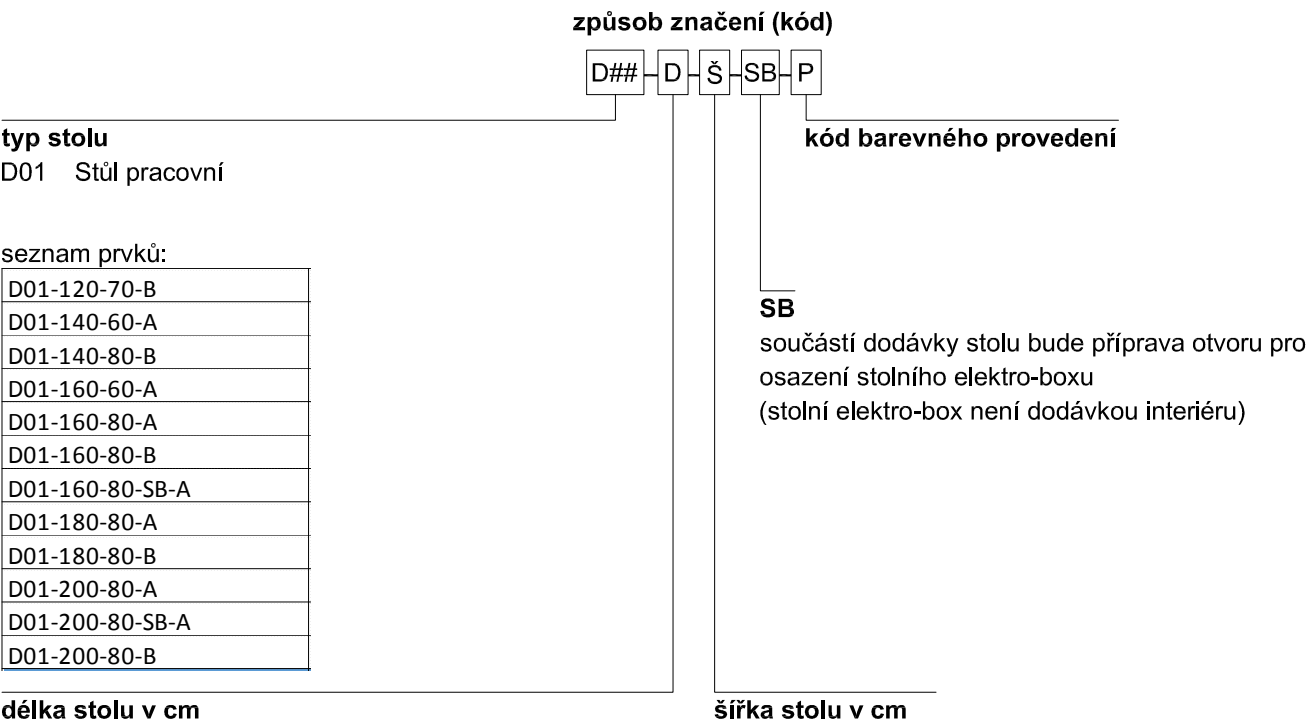 způsob značení (kód)
D## D Š SB P
typ stolu
D01 Stůl pracovní
kód barevného provedení
seznam prvků:
D01-120-70-B
D01-140-60-A
D01-140-80-B
D01-160-60-A
D01-160-80-A
D01-160-80-B
D01-160-80-SB-A
D01-180-80-A
D01-180-80-B
D01-200-80-A
D01-200-80-SB-A
D01-200-80-B
SB
součástí dodávky stolu bude příprava otvoru pro
osazení stolního elektro-boxu
(stolní elektro-box není dodávkou interiéru)
délka stolu v cm
šířka stolu v cm